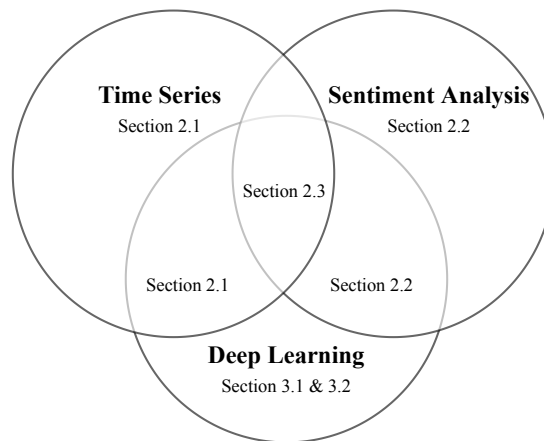 Time Series
Section 2.1
Sentiment Analysis
Section 2.2
Section 2.3
Section 2.1
Section 2.2
Deep Learning
Section 3.1 & 3.2